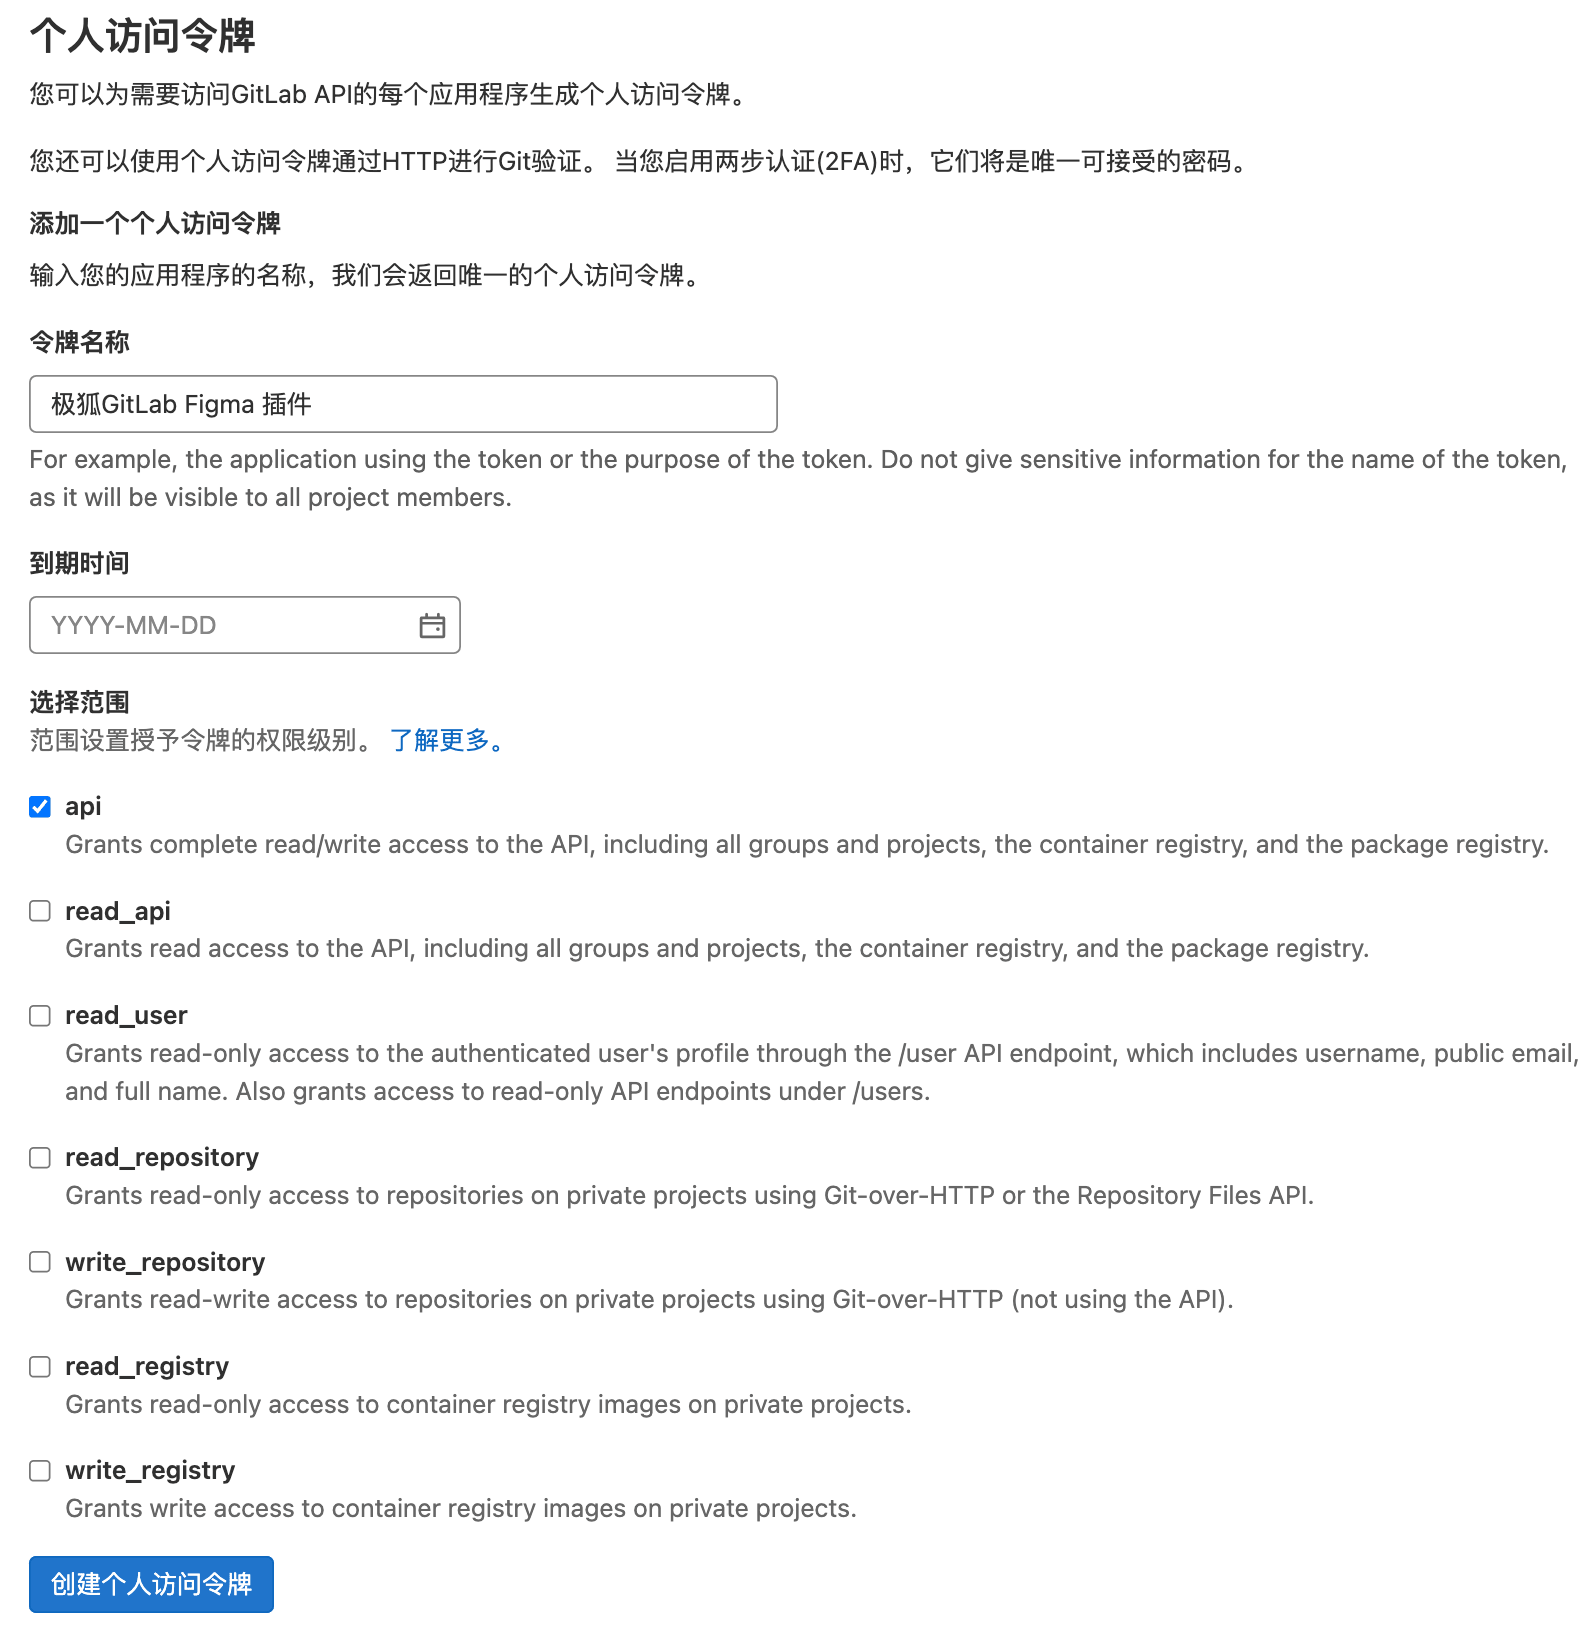 个人访问令牌
您可以为需要访问GitLab API的每个应用程序生成个人访问令牌。
您还可以使用个人访问令牌通过HTTP进行Git验证。 当您启用两步认证(2FA)时，它们将是唯一可接受的密码。
添加一个个人访问令牌
输入您的应用程序的名称，我们会返回唯一的个人访问令牌。
令牌名称
极狐GitLab Figma 插件
For example, the application using the token or the purpose of the token. Do not give sensitive information for the name of the token,
as it will be visible to all project members.
到期时间
YYYY-MM-DD
选择范围
范围设置授予令牌的权限级别。 了解更多。
api
Grants complete read/write access to the API, including all groups and projects, the container registry, and the package registry.
read_api
Grants read access to the API, including all groups and projects, the container registry, and the package registry.
read_user
Grants read-only access to the authenticated user's profile through the /user API endpoint, which includes username, public email,
and full name. Also grants access to read-only API endpoints under /users.
read_repository
Grants read-only access to repositories on private projects using Git-over-HTTP or the Repository Files API.
write_repository
Grants read-write access to repositories on private projects using Git-over-HTTP (not using the API).
read_registry
Grants read-only access to container registry images on private projects.
write_registry
Grants write access to container registry images on private projects.
创建个人访问令牌